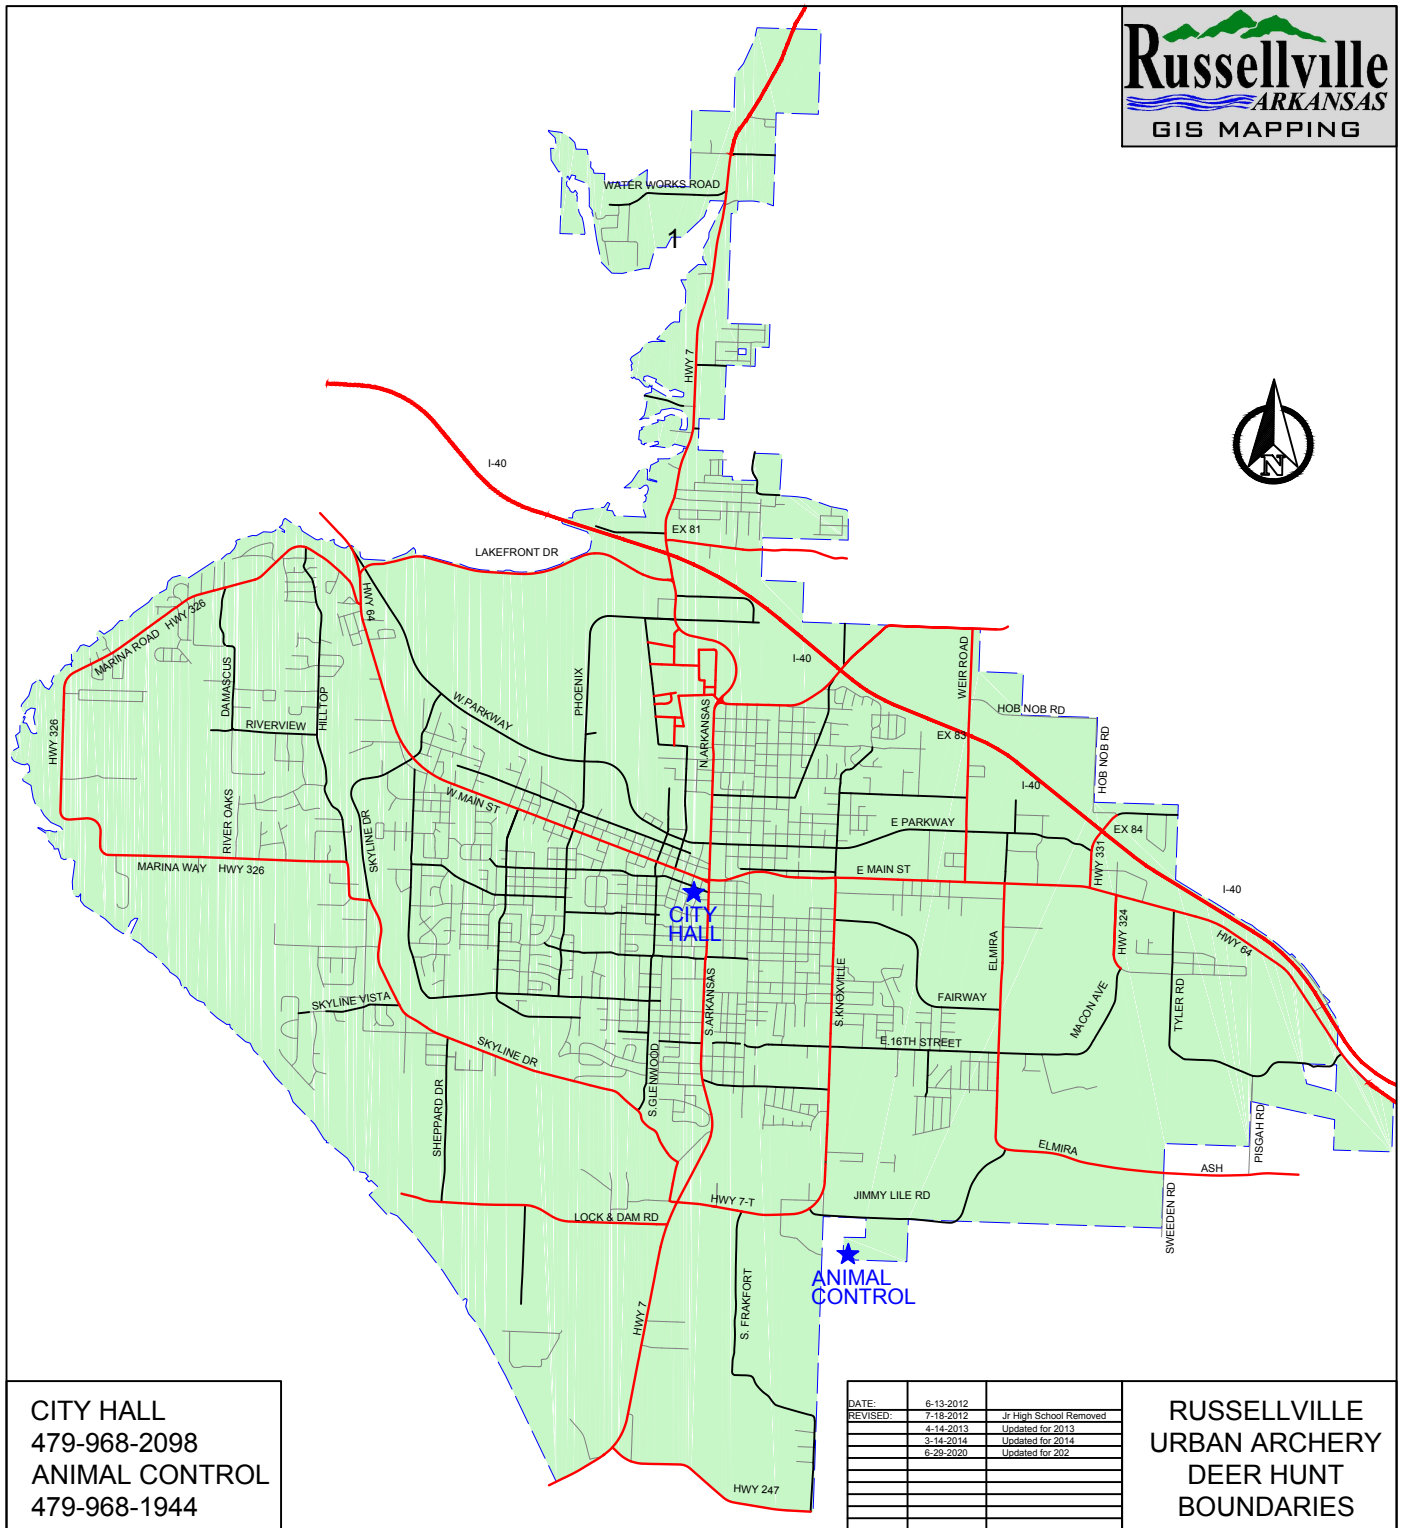 Russellville
ARKANSAS
GIS MAPPING
WATER WORKS ROAD
1
HWY 7
I-40
EX 81
LAKEFRONT DR
HWY 64
MARINA ROAD HWY 326
DAMASCUS
HILLTOP
RIVERVIEW
W.PARKWAY
PHOENIX
N.ARKANSAS
I-40
WEIR ROAD
HOB NOB RD
HOB NOB RD
EX 83
I-40
HWY 326
RIVER OAKS
SKYLINE DR
W.MAIN ST
E PARKWAY
EX 84
HWY 331
MARINA WAY HWY 326
E MAIN ST
I-40
CITY
HALL
HWY 324
HWY 64
ELMIRA
S.ARKANSAS
S.KNOXVILLE
FAIRWAY
MACON AVE
TYLER RD
SKYLINE VISTA
SKYLINE DR
E.16TH STREET
S.GLENWOOD
SHEPPARD DR
PISGAH RD
ELMIRA
ASH
HWY 7-T
JIMMY LILE RD
LOCK & DAM RD
SWEEDEN RD
ANIMAL
CONTROL
HWY 7
S. FRAKFORT
HWY 247
CITY HALL
479-968-2098
ANIMAL CONTROL
479-968-1944
DATE: 6-13-2012
REVISED: 7-18-2012 Jr High School Removed
4-14-2013 Updated for 2013
3-14-2014 Updated for 2014
6-29-2020 Updated for 202
RUSSELLVILLE
URBAN ARCHERY
DEER HUNT
BOUNDARIES
N